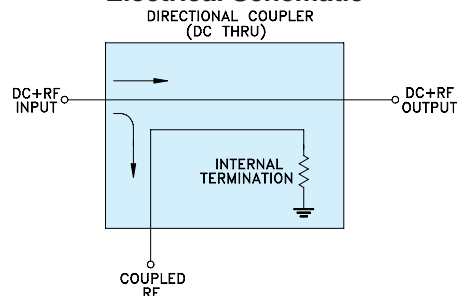 Electrical Schematic
DIRECTIONAL COUPLER
(DC THRU)
DC+RF
INPUT
DC+RF
OUTPUT
INTERNAL
TERMINATION
COUPLED
RF